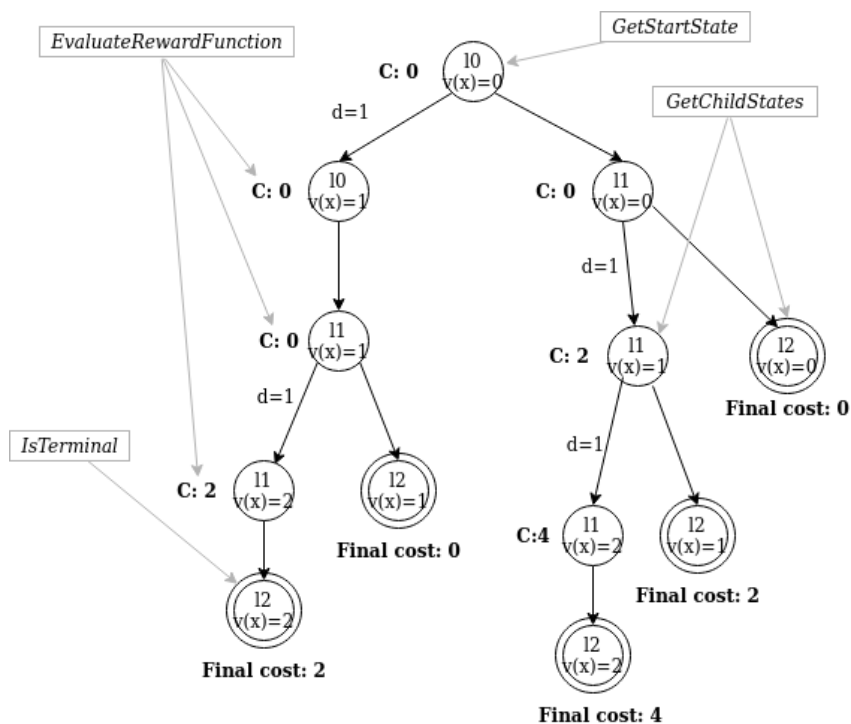 GetStartState
EvaluateRewardFunction
C: 0
l0
v(x)=0
GetChildStates
d=1
C: 0
l0
v(x)=1
C: 0
l1
v(x)=0
d=1
C: 0
l1
v(x)=1
C: 2
l1
v(x)=1
l2
v(x)=0
Final cost: 0
d=1
IsTerminal
d=1
C: 2
l1
v(x)=2
l2
v(x)=1
Final cost: 0
C:4
l1
v(x)=2
l2
v(x)=1
Final cost: 2
l2
v(x)=2
Final cost: 2
l2
v(x)=2
Final cost: 4